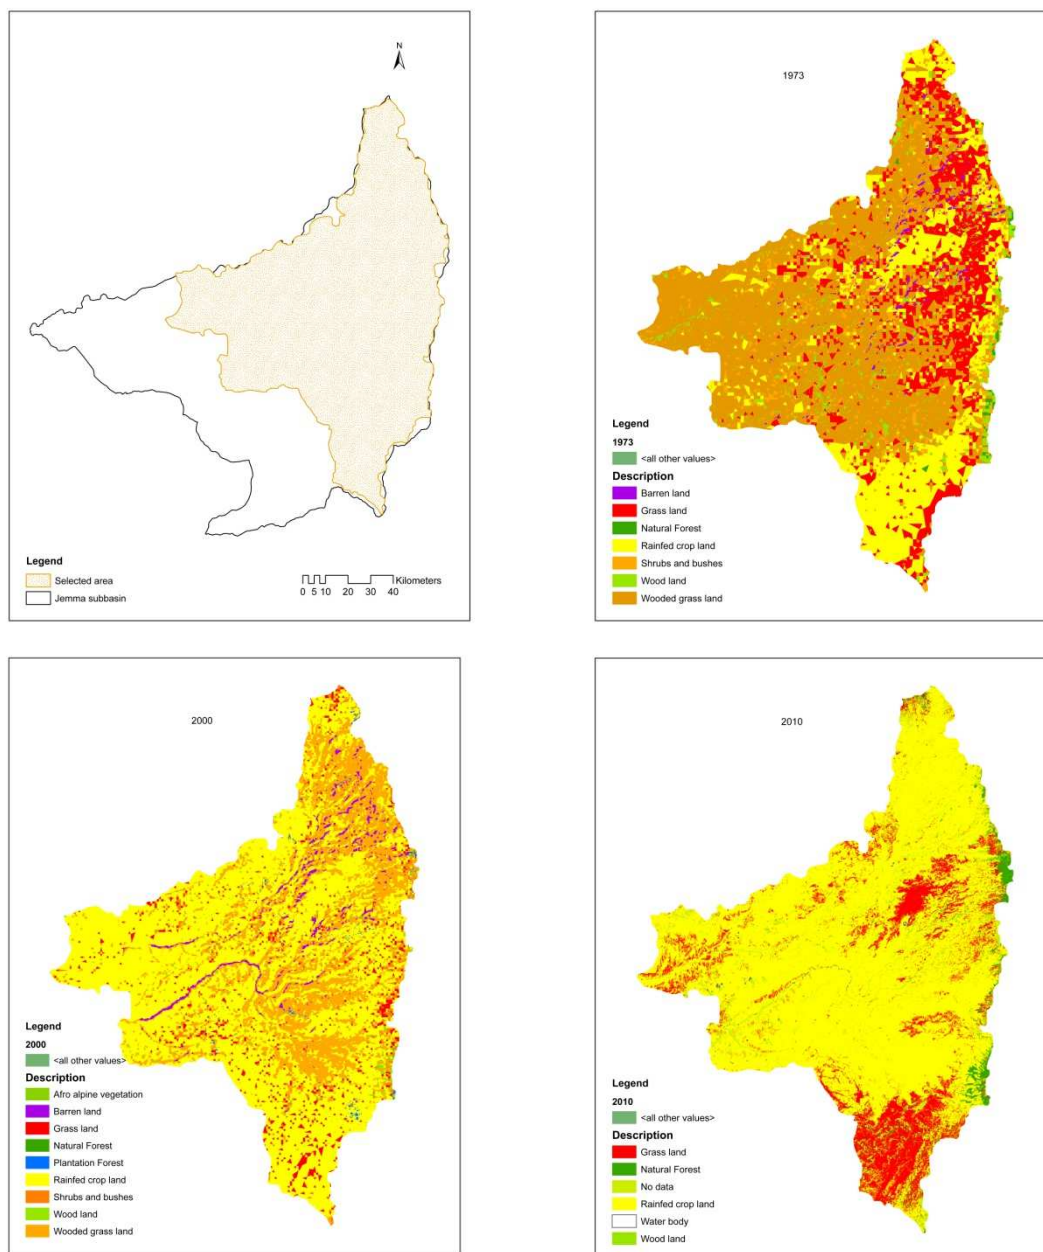 N
Legend
Selected area
Jemma subbasin
Kilometers
0 5 10 20 30 40
1973
Legend
1973
<all other values>
Description
Barren land
Grass land
Natural Forest
Rainfed crop land
Shrubs and bushes
Wood land
Wooded grass land
2000
Legend
2000
<all other values>
Description
Afro alpine vegetation
Barren land
Grass land
Natural Forest
Plantation Forest
Rainfed crop land
Shrubs and bushes
Wood land
Wooded grass land
2010
Legend
2010
<all other values>
Description
Grass land
Natural Forest
No data
Rainfed crop land
Water body
Wood land